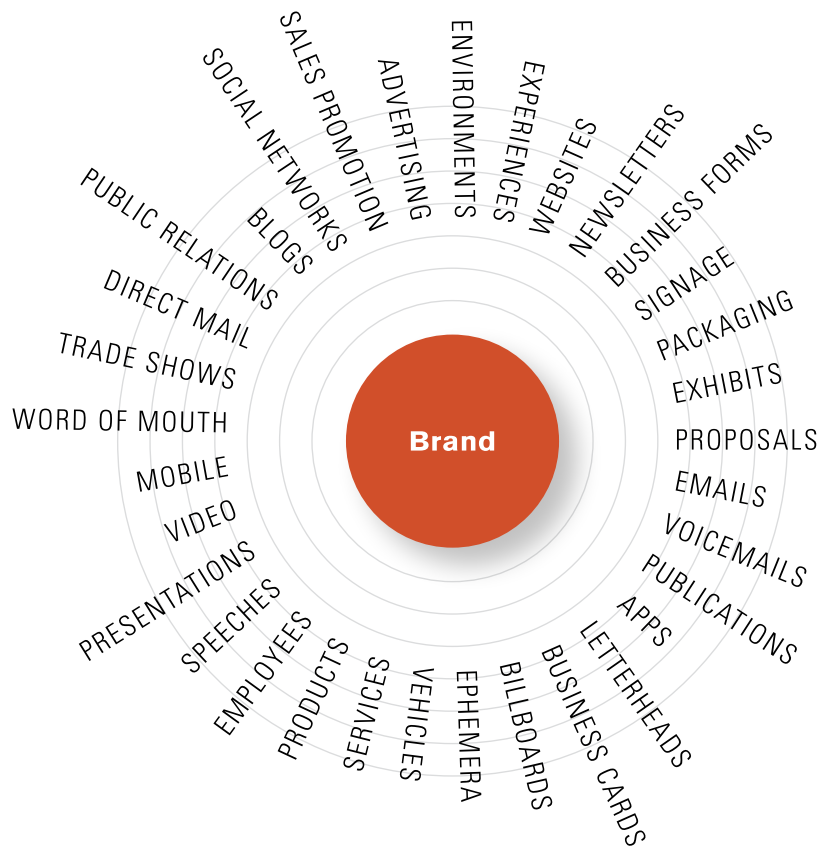 ENVIRONMENTS
EXPERIENCES
WEBSITES
NEWSLETTERS
BUSINESS FORMS
SIGNAGE
PACKAGING
EXHIBITS
PROPOSALS
EMAILS
VOICEMAILS
PUBLICATIONS
APPS
LETTERHEADS
BUSINESS CARDS
BILLBOARDS
EPHEMERA
VEHICLES
SERVICES
PRODUCTS
EMPLOYEES
SPEECHES
PRESENTATIONS
VIDEO
MOBILE
WORD OF MOUTH
TRADE SHOWS
DIRECT MAIL
PUBLIC RELATIONS
BLOGS
SOCIAL NETWORKS
SALES PROMOTION
ADVERTISING
Brand